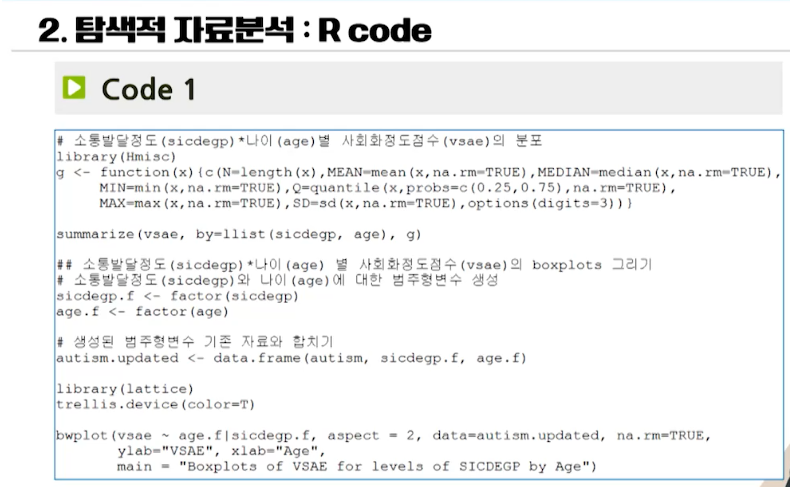 2. 탐색적 자료분석 : R code
Code 1
# 소통발달정도(sicdegp)*나이(age)별 사회화정도점수(vsae)의 분포
library(Hmisc)
g <- function(x){c(N=length(x),MEAN=mean(x,na.rm=TRUE),MEDIAN=median(x,na.rm=TRUE),
MIN=min(x,na.rm=TRUE),Q=quantile(x,probs=c(0.25,0.75),na.rm=TRUE),
MAX=max(x,na.rm=TRUE),SD=sd(x,na.rm=TRUE),options(digits=3))}
summarize(vsae, by=llist(sicdegp, age), g)
## 소통발달정도(sicdegp)*나이(age) 별 사회화정도점수(vsae)의 boxplots 그리기
# 소통발달정도(sicdegp)와 나이(age)에 대한 범주형변수 생성
sicdegp.f <- factor(sicdegp)
age.f <- factor(age)
# 생성된 범주형변수 기존 자료와 합치기
autism.updated <- data.frame(autism, sicdegp.f, age.f)
library(lattice)
trellis.device(color=T)
bwplot(vsae ~ age.f|sicdegp.f, aspect = 2, data=autism.updated, na.rm=TRUE,
ylab="VSAE", xlab="Age",
main = "Boxplots of VSAE for levels of SICDEGP by Age")